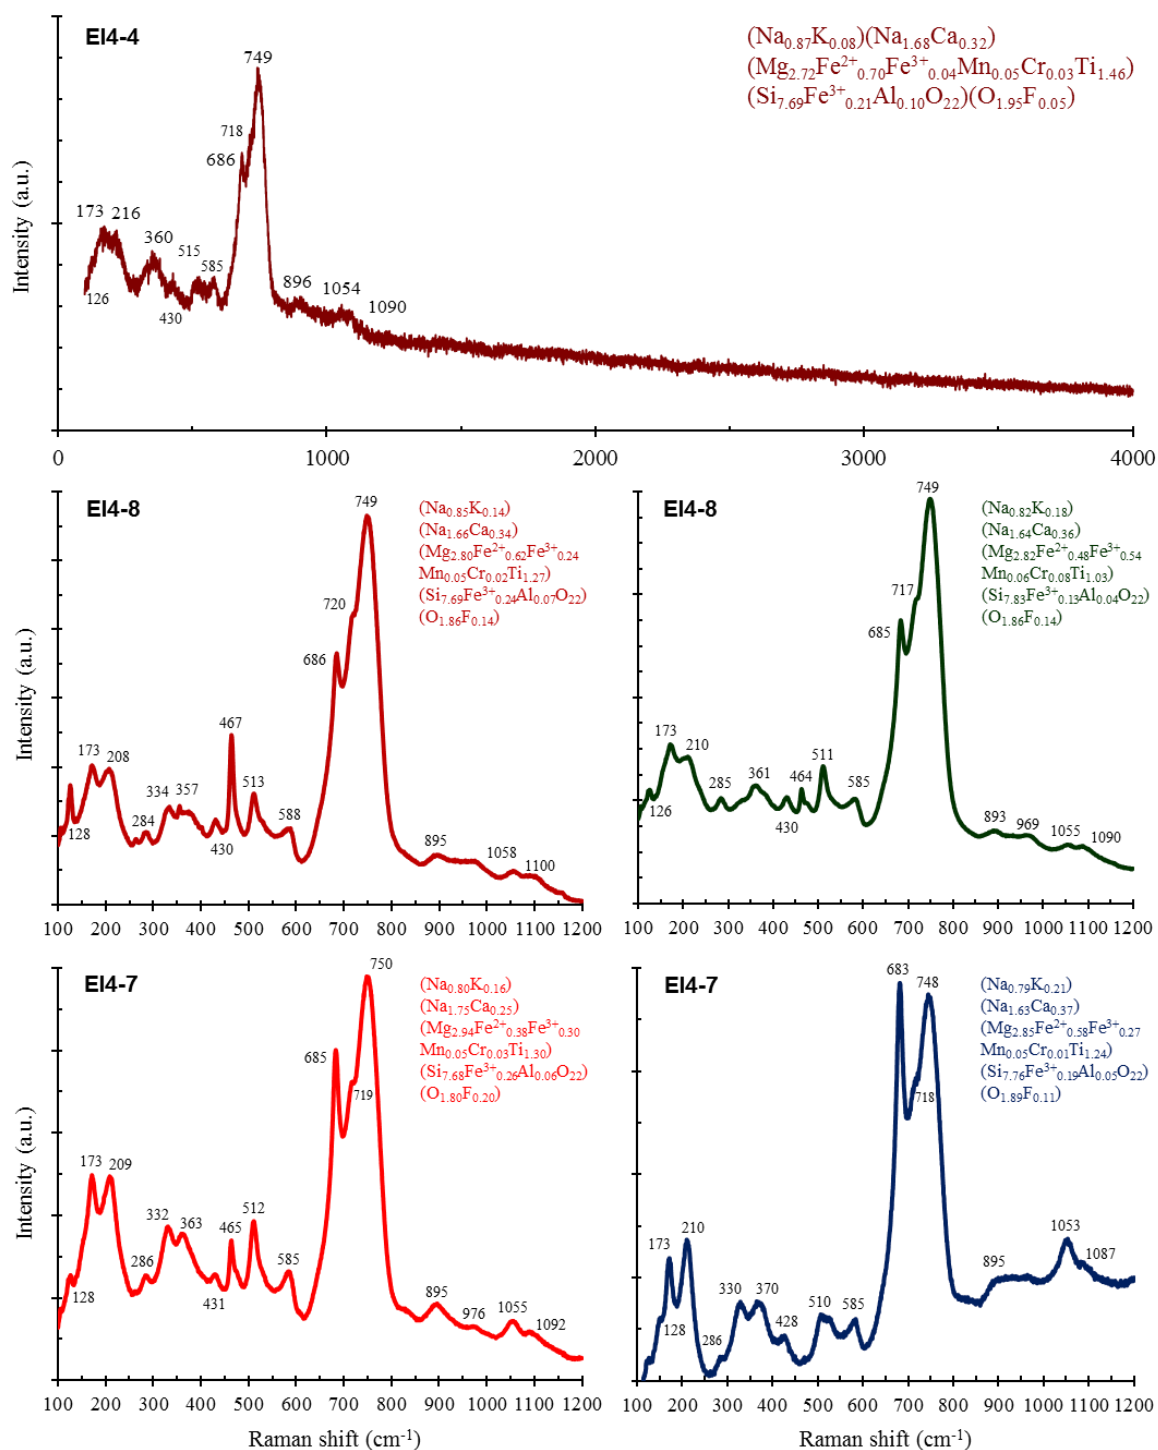 EI4-4
749
(Na₀.₈₇K₀.₀₈)(Na₁.₆₈Ca₀.₃₂)
(Mg₂.₇₂Fe²⁺₀.₇₀Fe³⁺₀.₀₄Mn₀.₀₅Cr₀.₀₃Ti₁.₄₆)
(Si₇.₆₉Fe³⁺₀.₂₁Al₀.₁₀O₂₂)(O₁.₉₅F₀.₀₅)
718
686
173 216
360
515
585
896
1054
1090
126
430
Intensity (a.u.)
0 1000 2000 3000 4000
EI4-8
749
(Na₀.₈₅K₀.₁₄)
(Na₁.₆₆Ca₀.₃₄)
(Mg₂.₈₀Fe²⁺₀.₆₂Fe³⁺₀.₂₄
Mn₀.₀₅Cr₀.₀₂Ti₁.₂₇)
(Si₇.₆₉Fe³⁺₀.₂₄Al₀.₀₇O₂₂)
(O₁.₈₆F₀.₁₄)
720
686
467
173
208
334 357
513
588
128
284
430
895
1058
1100
Intensity (a.u.)
100 200 300 400 500 600 700 800 900 1000 1100 1200
EI4-8
749
(Na₀.₈₂K₀.₁₈)
(Na₁.₆₄Ca₀.₃₆)
(Mg₂.₈₂Fe²⁺₀.₄₈Fe³⁺₀.₅₄
Mn₀.₀₆Cr₀.₀₈Ti₁.₀₃)
(Si₇.₈₃Fe³⁺₀.₁₃Al₀.₀₄O₂₂)
(O₁.₈₆F₀.₁₄)
717
685
173
210
285
361
464
511
585
126
430
893
969
1055
1090
100 200 300 400 500 600 700 800 900 1000 1100 1200
EI4-7
750
(Na₀.₈₀K₀.₁₆)
(Na₁.₇₅Ca₀.₂₅)
(Mg₂.₉₄Fe²⁺₀.₃₈Fe³⁺₀.₃₀
Mn₀.₀₅Cr₀.₀₃Ti₁.₃₀)
(Si₇.₆₈Fe³⁺₀.₂₆Al₀.₀₆O₂₂)
(O₁.₈₀F₀.₂₀)
685
719
173 209
332
363
465
512
585
286
128
431
895
976
1055
1092
Intensity (a.u.)
100 200 300 400 500 600 700 800 900 1000 1100 1200
Raman shift (cm⁻¹)
EI4-7
683
748
(Na₀.₇₉K₀.₂₁)
(Na₁.₆₃Ca₀.₃₇)
(Mg₂.₈₅Fe²⁺₀.₅₈Fe³⁺₀.₂₇
Mn₀.₀₅Cr₀.₀₁Ti₁.₂₄)
(Si₇.₇₆Fe³⁺₀.₁₉Al₀.₀₅O₂₂)
(O₁.₈₉F₀.₁₁)
718
173
210
128
286
330
370
428
510
585
895
1053
1087
100 200 300 400 500 600 700 800 900 1000 1100 1200
Raman shift (cm⁻¹)